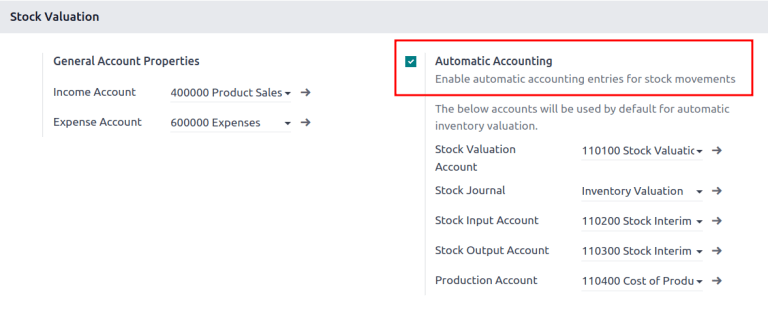 Stock Valuation
General Account Properties
Income Account 400000 Product Sales
Expense Account 600000 Expenses
Automatic Accounting
Enable automatic accounting entries for stock movements
The below accounts will be used by default for automatic
inventory valuation.
Stock Valuation 110100 Stock Valuatic
Account
Stock Journal Inventory Valuation
Stock Input Account 110200 Stock Interim
Stock Output Account 110300 Stock Interim
Production Account 110400 Cost of Produ